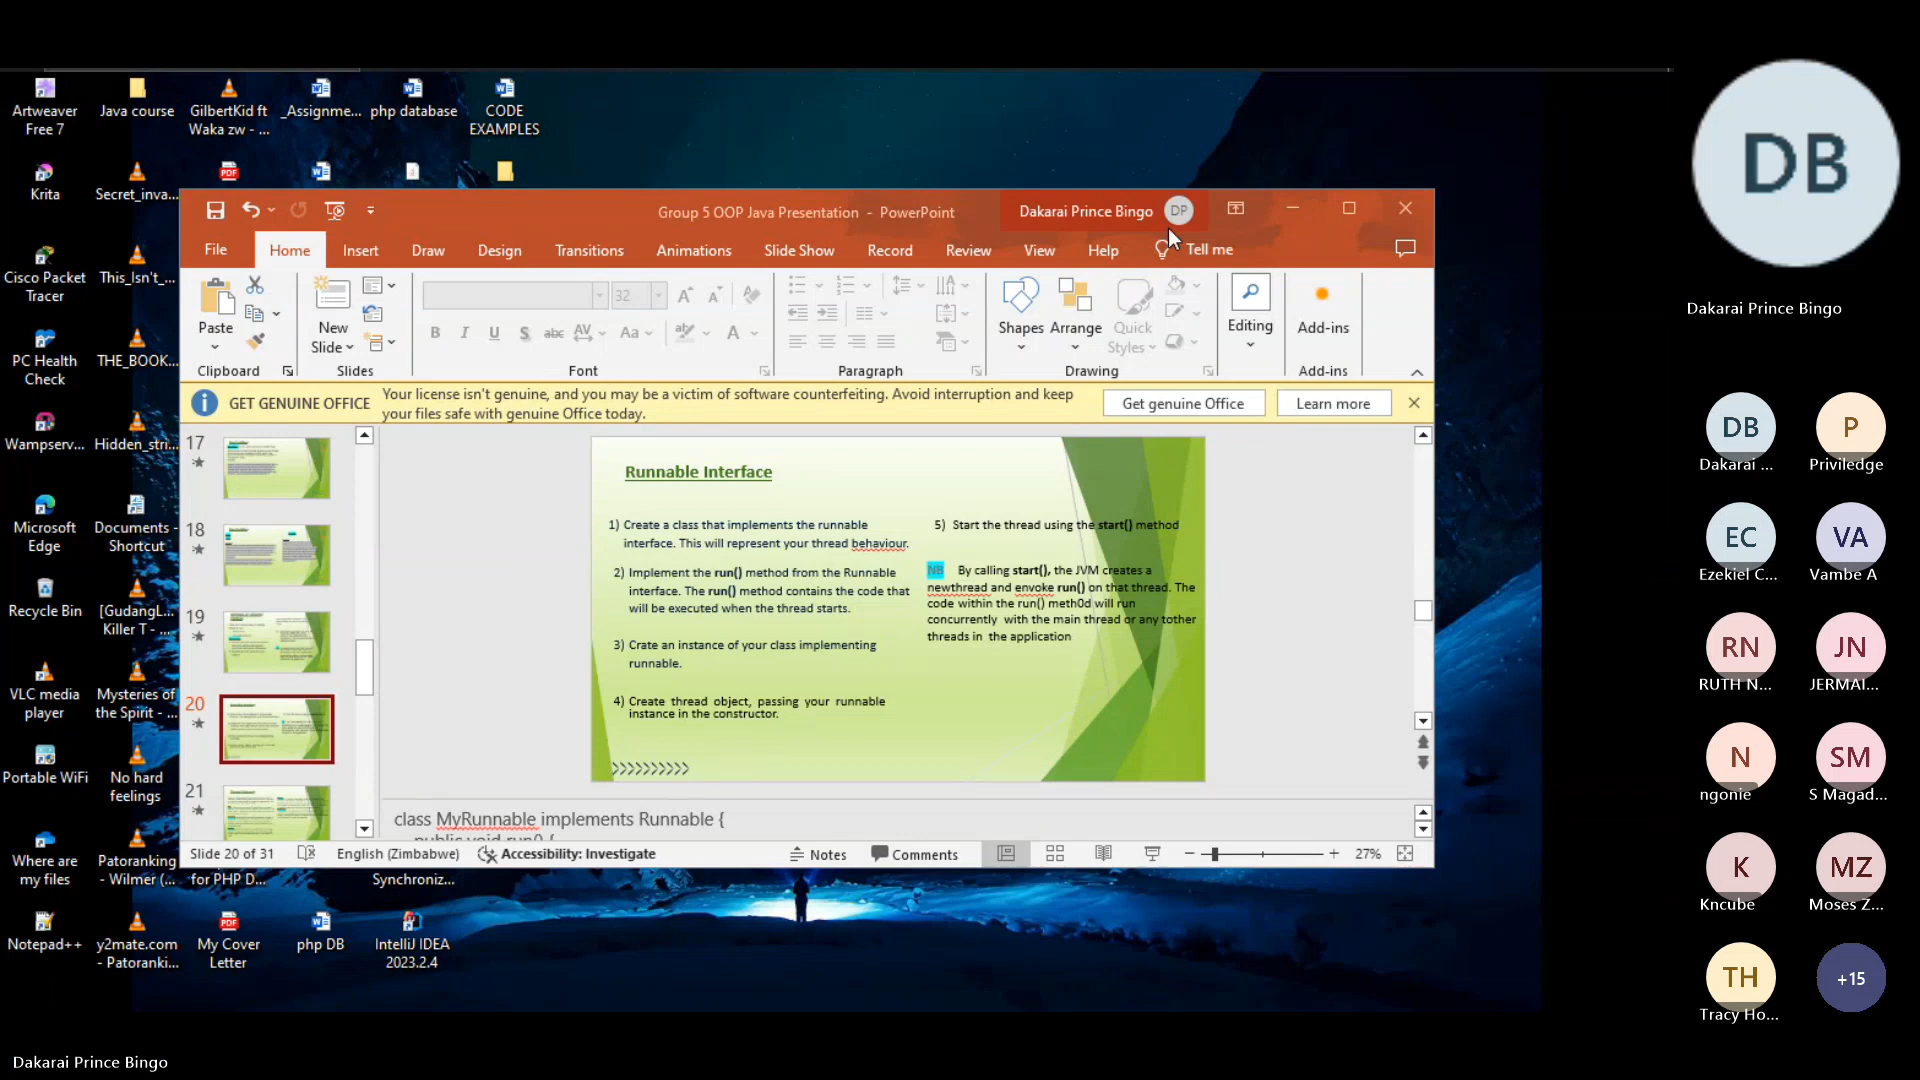 Artweaver
Free 7
Java course
GilbertKid ft
Waka zw - ...
_Assignme...
php database
CODE
EXAMPLES
Krita
Secret_inva...
Cisco Packet
Tracer
This_Isn't_...
PC Health
Check
THE_BOOK...
Wampserv...
Hidden_stri...
Microsoft
Edge
Documents -
Shortcut
Recycle Bin
[GudangL...
Killer T - ...
VLC media
player
Mysteries of
the Spirit - ...
Portable WiFi
No hard
feelings
Where are
my files
Patoranking
- Wilmer (...
for PHP D...
Synchroniz...
Notepad++
y2mate.com
- Patoranki...
My Cover
Letter
php DB
IntelliJ IDEA
2023.2.4
Group 5 OOP Java Presentation - PowerPoint
Dakarai Prince Bingo
DP
File
Home
Insert
Draw
Design
Transitions
Animations
Slide Show
Record
Review
View
Help
Tell me
Paste
New
Slide
32
Shapes
Arrange
Quick
Styles
Editing
Add-ins
Clipboard
Slides
Font
Paragraph
Drawing
Add-ins
GET GENUINE OFFICE
Your license isn't genuine, and you may be a victim of software counterfeiting. Avoid interruption and keep
your files safe with genuine Office today.
Get genuine Office
Learn more
17
18
19
20
21
Runnable Interface
1) Create a class that implements the runnable
interface. This will represent your thread behaviour.
2) Implement the run() method from the Runnable
interface. The run() method contains the code that
will be executed when the thread starts.
3) Crate an instance of your class implementing
runnable.
4) Create thread object, passing your runnable
instance in the constructor.
>>>>>>>>>>
5) Start the thread using the start() method
NB By calling start(), the JVM creates a
newthread and envoke run() on that thread. The
code within the run() meth0d will run
concurrently with the main thread or any tother
threads in the application
class MyRunnable implements Runnable {
public void run() {
Slide 20 of 31
English (Zimbabwe)
Accessibility: Investigate
Notes
Comments
27%
DB
Dakarai Prince Bingo
DB
Dakarai ...
P
Priviledge
EC
Ezekiel C...
VA
Vambe A
RN
RUTH N...
JN
JERMAI...
N
ngonie
SM
S Magad...
K
Kncube
MZ
Moses Z...
TH
Tracy Ho...
+15
Dakarai Prince Bingo